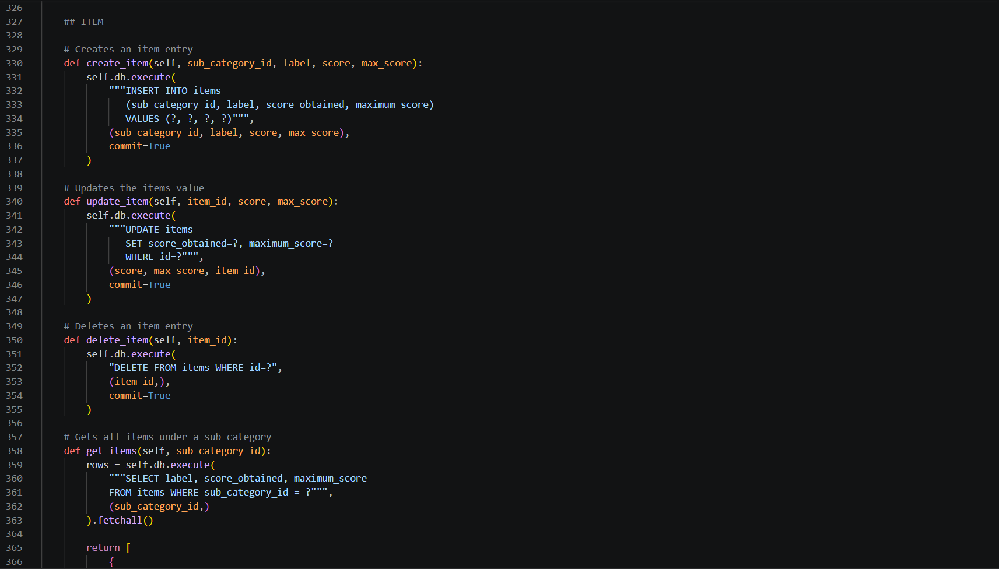 326
327 ## ITEM
328
329 # Creates an item entry
330 def create_item(self, sub_category_id, label, score, max_score):
331 self.db.execute(
332 """INSERT INTO items
333 (sub_category_id, label, score_obtained, maximum_score)
334 VALUES (?, ?, ?, ?)""",
335 (sub_category_id, label, score, max_score),
336 commit=True
337 )
338
339 # Updates the items value
340 def update_item(self, item_id, score, max_score):
341 self.db.execute(
342 """UPDATE items
343 SET score_obtained=?, maximum_score=?
344 WHERE id=?""",
345 (score, max_score, item_id),
346 commit=True
347 )
348
349 # Deletes an item entry
350 def delete_item(self, item_id):
351 self.db.execute(
352 "DELETE FROM items WHERE id=?",
353 (item_id,),
354 commit=True
355 )
356
357 # Gets all items under a sub_category
358 def get_items(self, sub_category_id):
359 rows = self.db.execute(
360 """SELECT label, score_obtained, maximum_score
361 FROM items WHERE sub_category_id = ?""",
362 (sub_category_id,)
363 ).fetchall()
364
365 return [
366 {